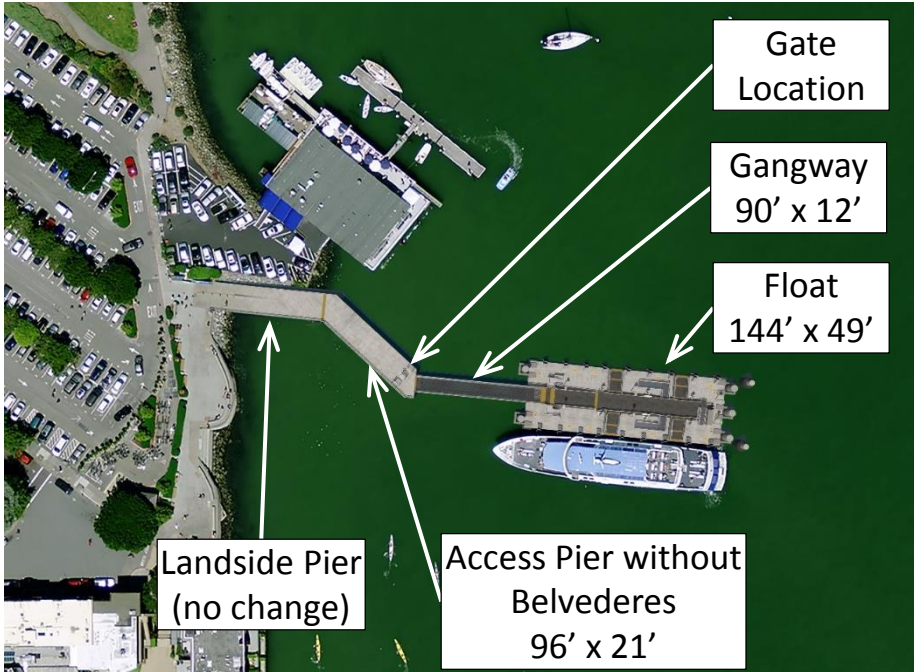 Gate
Location
Gangway
90’ x 12’
Float
144’ x 49’
Landside Pier
(no change)
Access Pier without
Belvederes
96’ x 21’